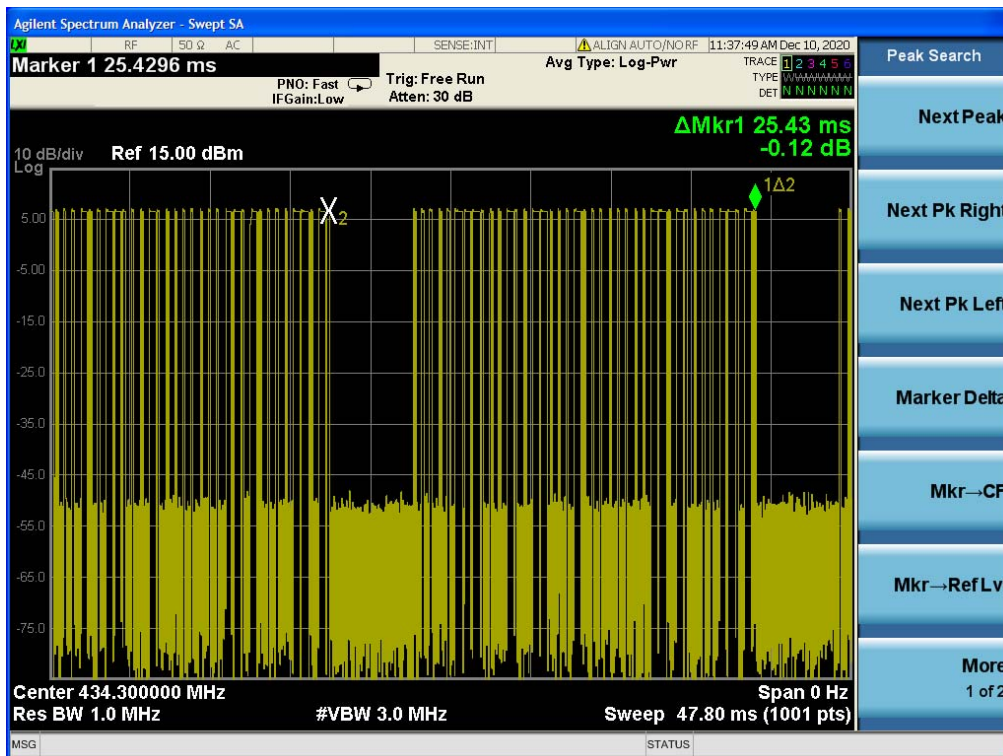 Agilent Spectrum Analyzer - Swept SA
LXI RF 50 Ω AC SENSE:INT ALIGN AUTO/NO RF 11:37:49 AM Dec 10, 2020
Marker 1 25.4296 ms
PNO: Fast
IFGain:Low
Trig: Free Run
Atten: 30 dB
Avg Type: Log-Pwr
TRACE 1 2 3 4 5 6
TYPE
DET N N N N N N
ΔMkr1 25.43 ms
-0.12 dB
10 dB/div Ref 15.00 dBm
Log
1Δ2
X2
5.00
-5.00
-15.0
-25.0
-35.0
-45.0
-55.0
-65.0
-75.0
Center 434.300000 MHz Span 0 Hz
Res BW 1.0 MHz #VBW 3.0 MHz Sweep 47.80 ms (1001 pts)
MSG STATUS
Peak Search
Next Peak
Next Pk Right
Next Pk Left
Marker Delta
Mkr→CF
Mkr→Ref Lv
More
1 of 2